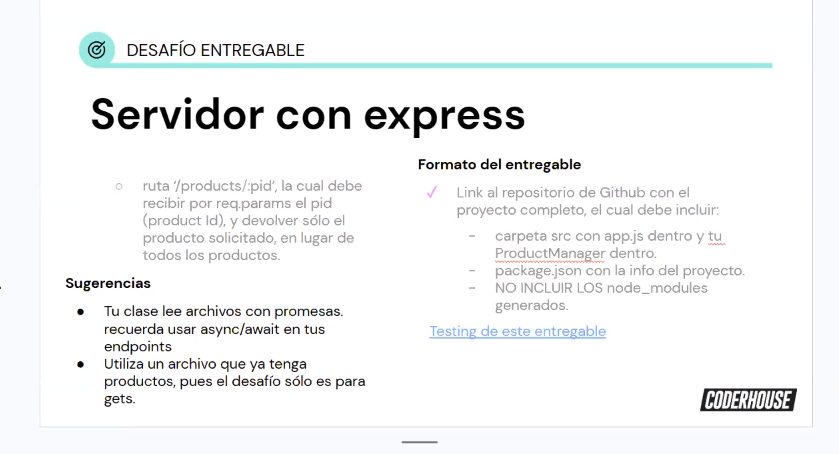 DESAFÍO ENTREGABLE
Servidor con express
○ ruta ‘/products/:pid’, la cual debe
recibir por req.params el pid
(product Id), y devolver sólo el
producto solicitado, en lugar de
todos los productos.
Sugerencias
● Tu clase lee archivos con promesas.
recuerda usar async/await en tus
endpoints
● Utiliza un archivo que ya tenga
productos, pues el desafío sólo es para
gets.
Formato del entregable
✓ Link al repositorio de Github con el
proyecto completo, el cual debe incluir:
- carpeta src con app.js dentro y tu
ProductManager dentro.
- package.json con la info del proyecto.
- NO INCLUIR LOS node_modules
generados.
Testing de este entregable
CODERHOUSE